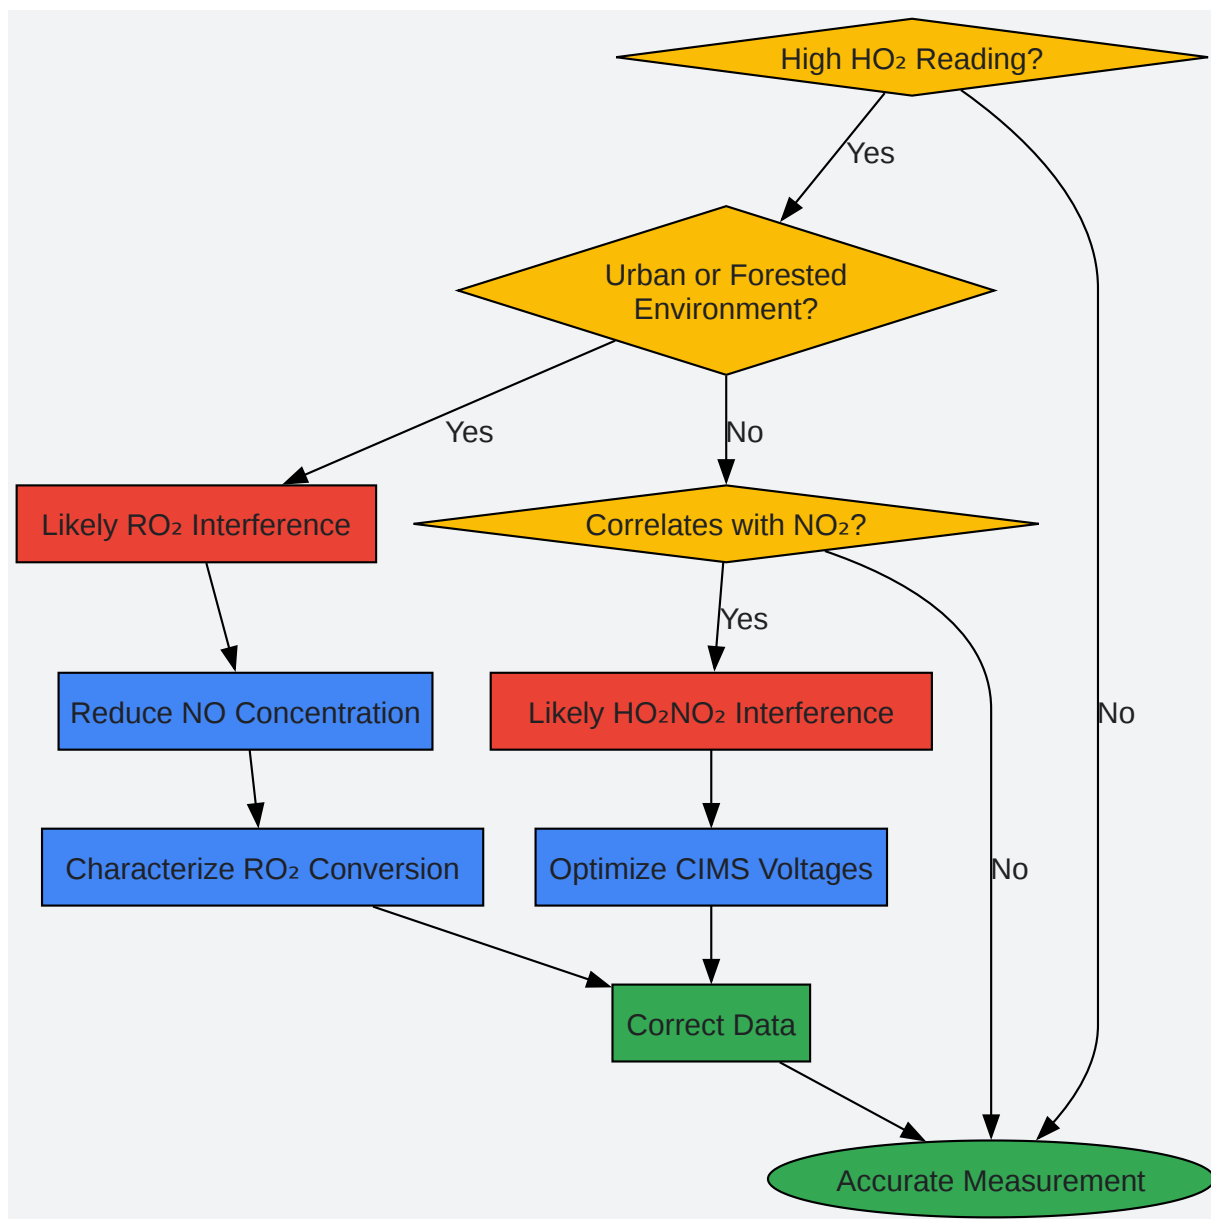 High HO₂ Reading?
Yes
Urban or Forested
Environment?
Yes
No
Likely RO₂ Interference
Correlates with NO₂?
Yes
Reduce NO Concentration
Likely HO₂NO₂ Interference
No
Characterize RO₂ Conversion
Optimize CIMS Voltages
No
Correct Data
Accurate Measurement